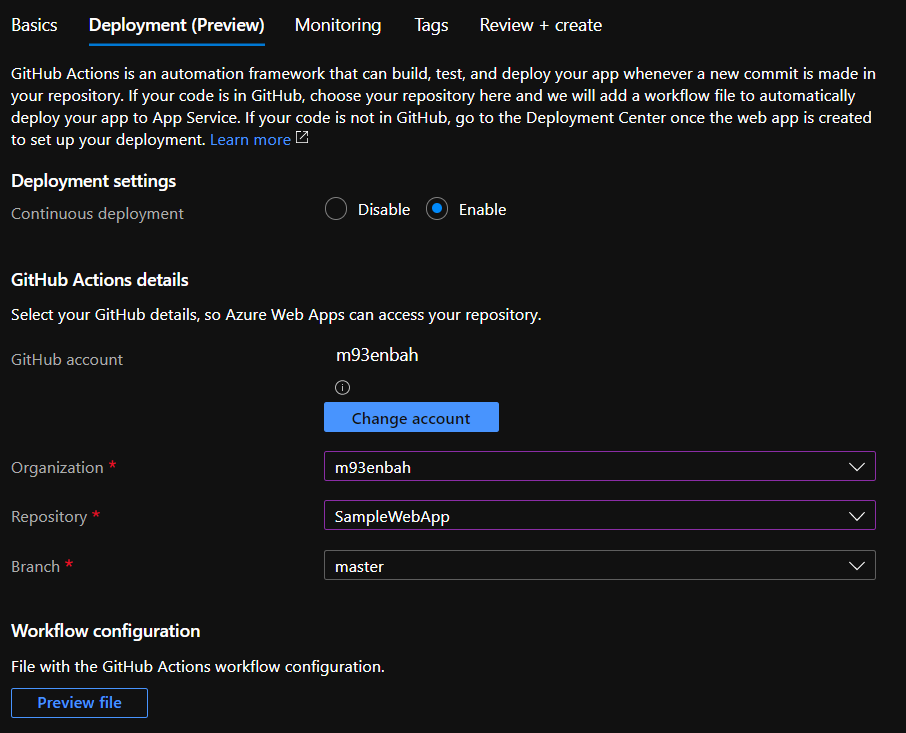 Basics Deployment (Preview) Monitoring Tags Review + create
GitHub Actions is an automation framework that can build, test, and deploy your app whenever a new commit is made in
your repository. If your code is in GitHub, choose your repository here and we will add a workflow file to automatically
deploy your app to App Service. If your code is not in GitHub, go to the Deployment Center once the web app is created
to set up your deployment. Learn more
Deployment settings
Continuous deployment Disable Enable
GitHub Actions details
Select your GitHub details, so Azure Web Apps can access your repository.
GitHub account m93enbah
Change account
Organization * m93enbah
Repository * SampleWebApp
Branch * master
Workflow configuration
File with the GitHub Actions workflow configuration.
Preview file